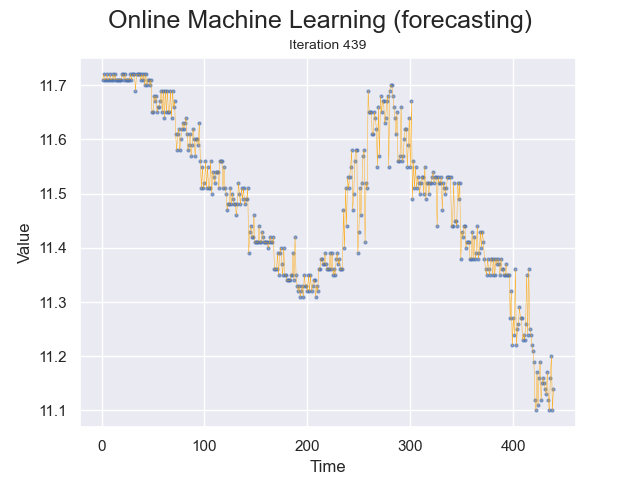 Online Machine Learning (forecasting)
Iteration 439
11.7
11.6
11.5
11.4
11.3
11.2
11.1
Value
0 100 200 300 400
Time